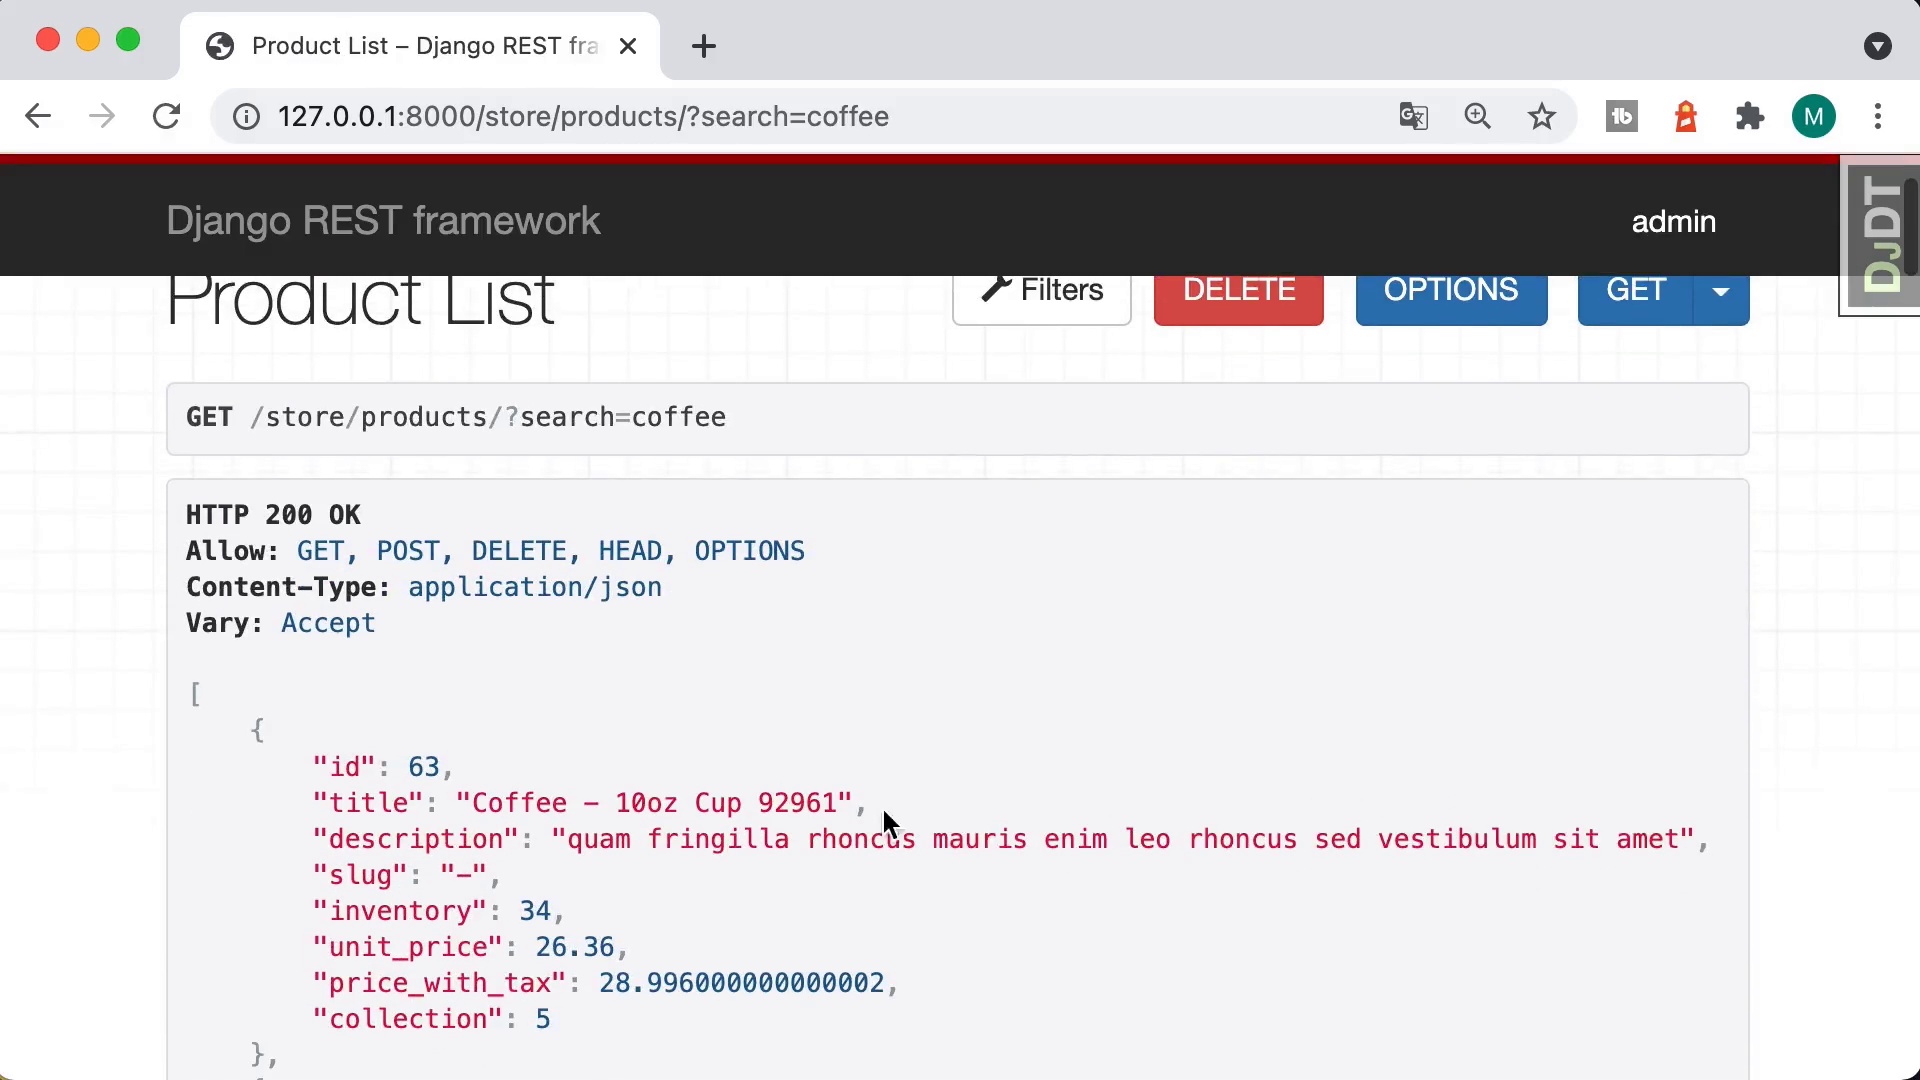 Product List – Django REST fra
127.0.0.1:8000/store/products/?search=coffee
M
Django REST framework
admin
DjDT
Product List
Filters
DELETE
OPTIONS
GET
GET /store/products/?search=coffee
HTTP 200 OK
Allow: GET, POST, DELETE, HEAD, OPTIONS
Content-Type: application/json
Vary: Accept
[
{
"id": 63,
"title": "Coffee - 10oz Cup 92961",
"description": "quam fringilla rhoncus mauris enim leo rhoncus sed vestibulum sit amet",
"slug": "-",
"inventory": 34,
"unit_price": 26.36,
"price_with_tax": 28.996000000000002,
"collection": 5
},